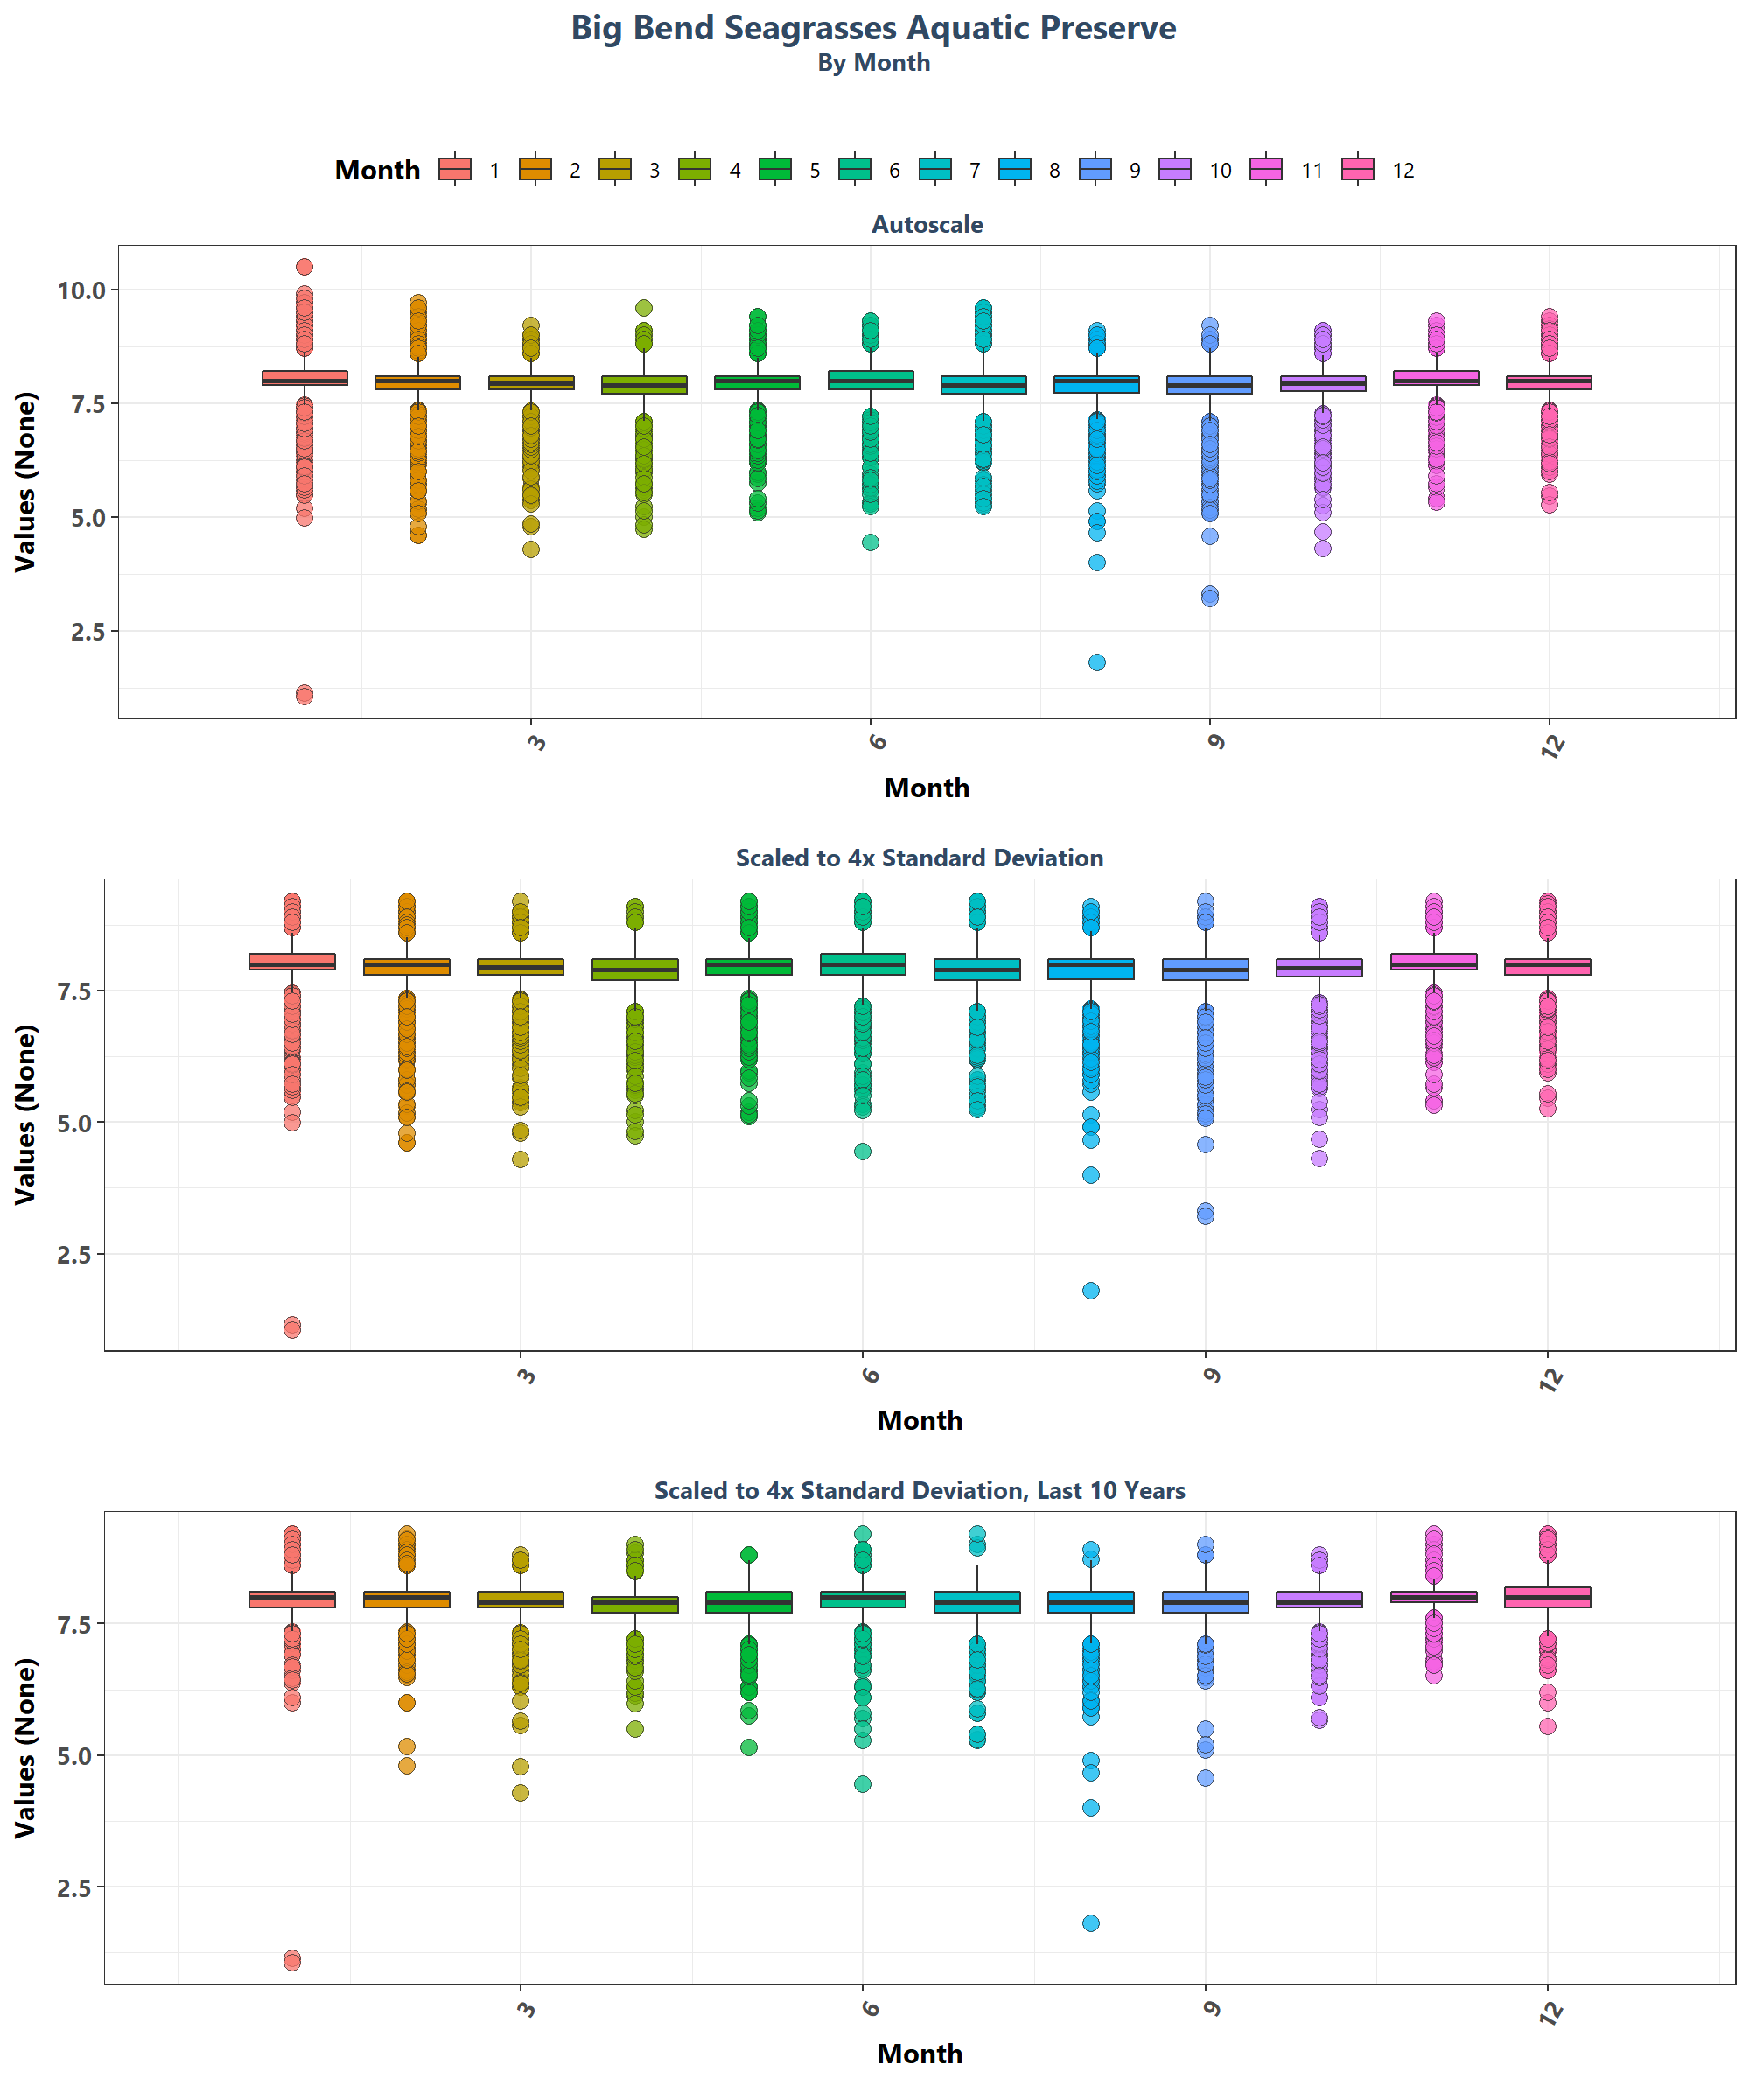 Big Bend Seagrasses Aquatic Preserve
By Month
Month 1 2 3 4 5 6 7 8 9 10 11 12
Autoscale
Values (None)
10.0
7.5
5.0
2.5
3 6 9 12
Month
Scaled to 4x Standard Deviation
Values (None)
7.5
5.0
2.5
3 6 9 12
Month
Scaled to 4x Standard Deviation, Last 10 Years
Values (None)
7.5
5.0
2.5
3 6 9 12
Month